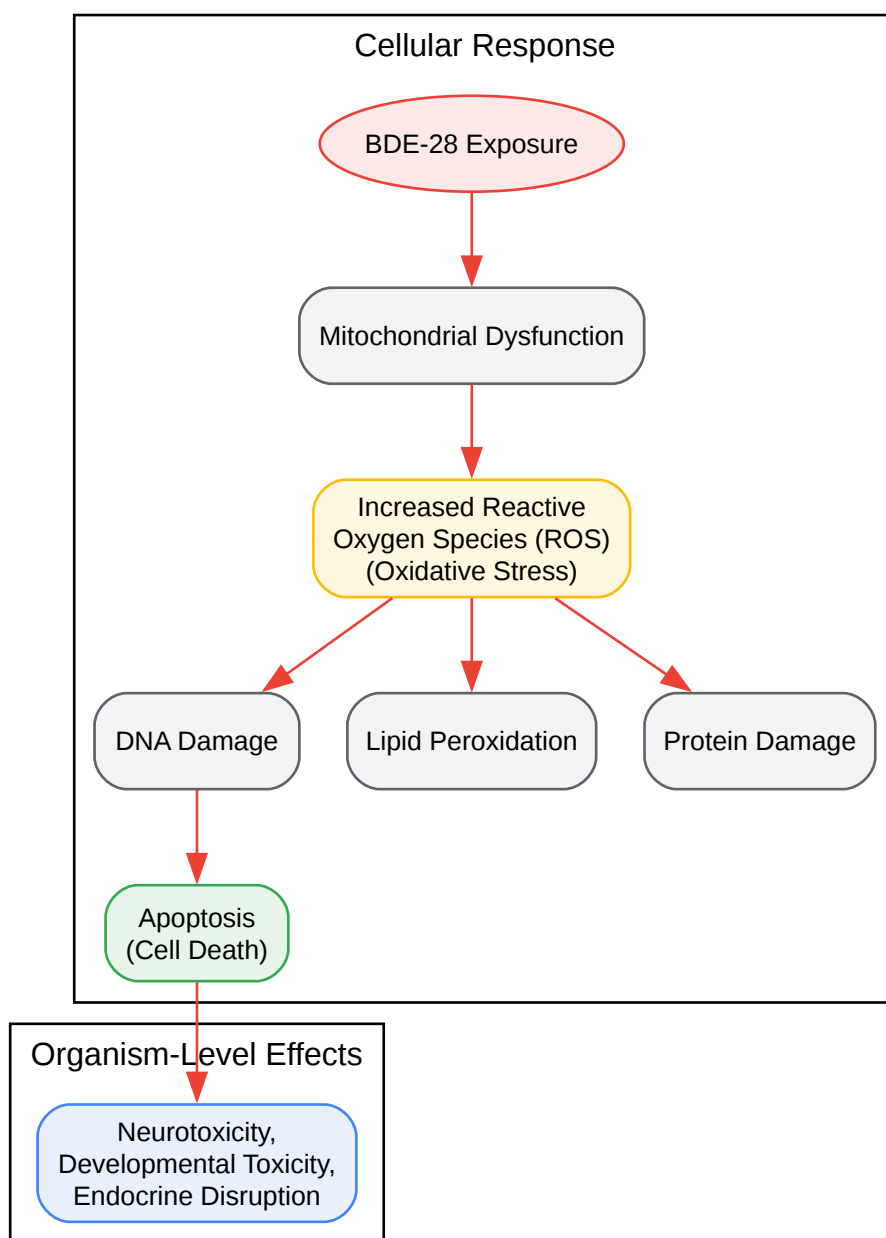 Cellular Response
BDE-28 Exposure
Mitochondrial Dysfunction
Increased Reactive
Oxygen Species (ROS)
(Oxidative Stress)
DNA Damage
Lipid Peroxidation
Protein Damage
Apoptosis
(Cell Death)
Organism-Level Effects
Neurotoxicity,
Developmental Toxicity,
Endocrine Disruption